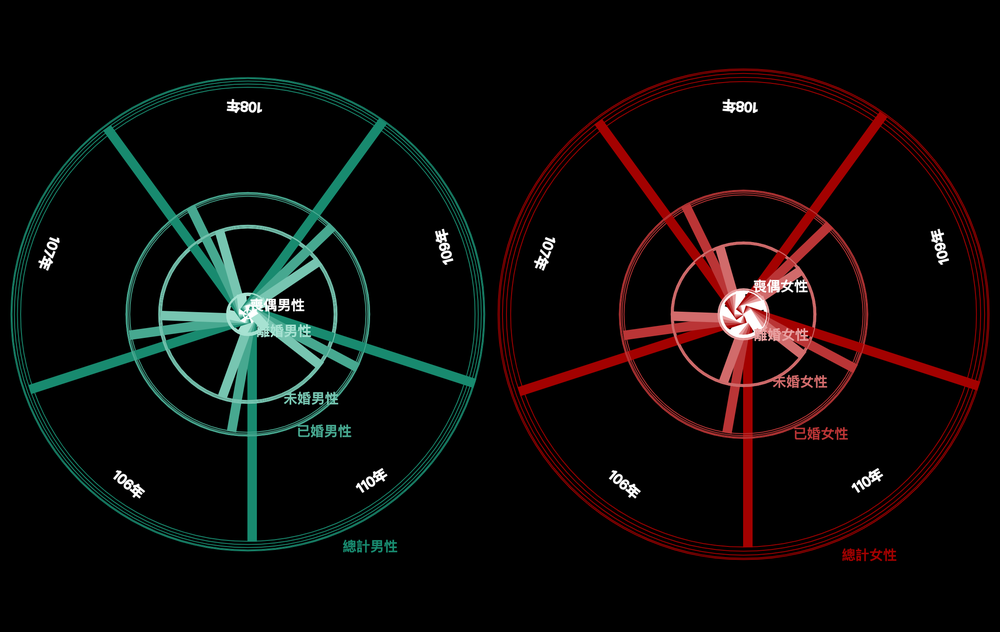 108年
107年
109年
喪偶男性
離婚男性
未婚男性
已婚男性
106年
110年
總計男性
108年
107年
109年
喪偶女性
離婚女性
未婚女性
已婚女性
106年
110年
總計女性